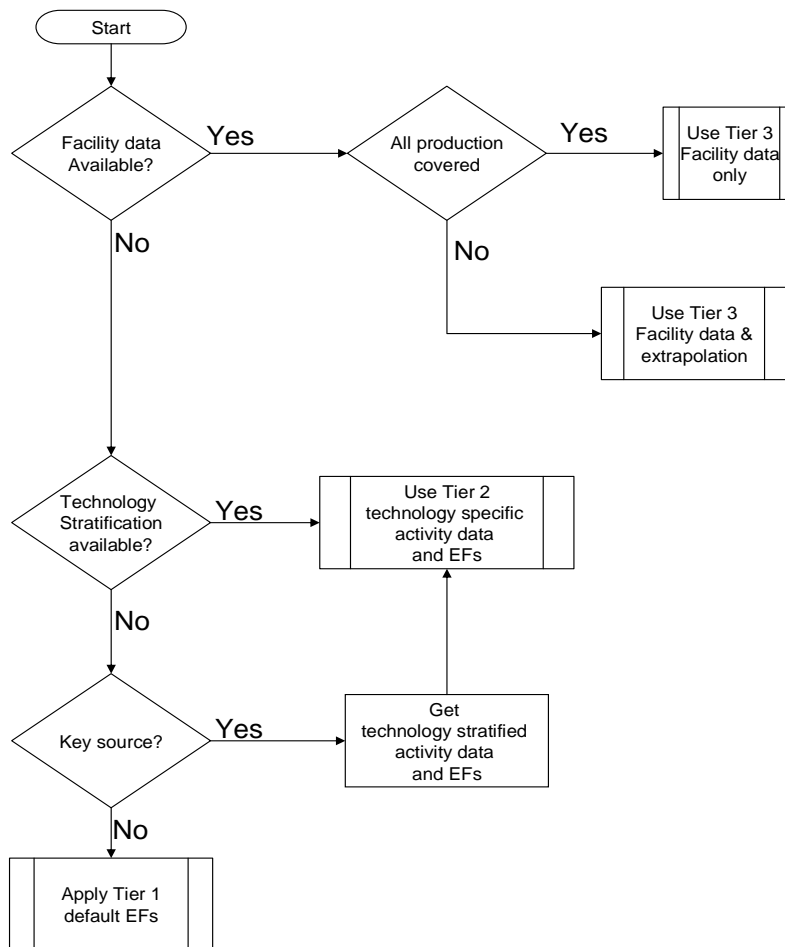 Start
Facility data
Available?
Yes
All production
covered
Yes
Use Tier 3
Facility data
only
No
No
Use Tier 3
Facility data &
extrapolation
Technology
Stratification
available?
Yes
Use Tier 2
technology specific
activity data
and EFs
No
Key source?
Yes
Get
technology stratified
activity data
and EFs
No
Apply Tier 1
default EFs